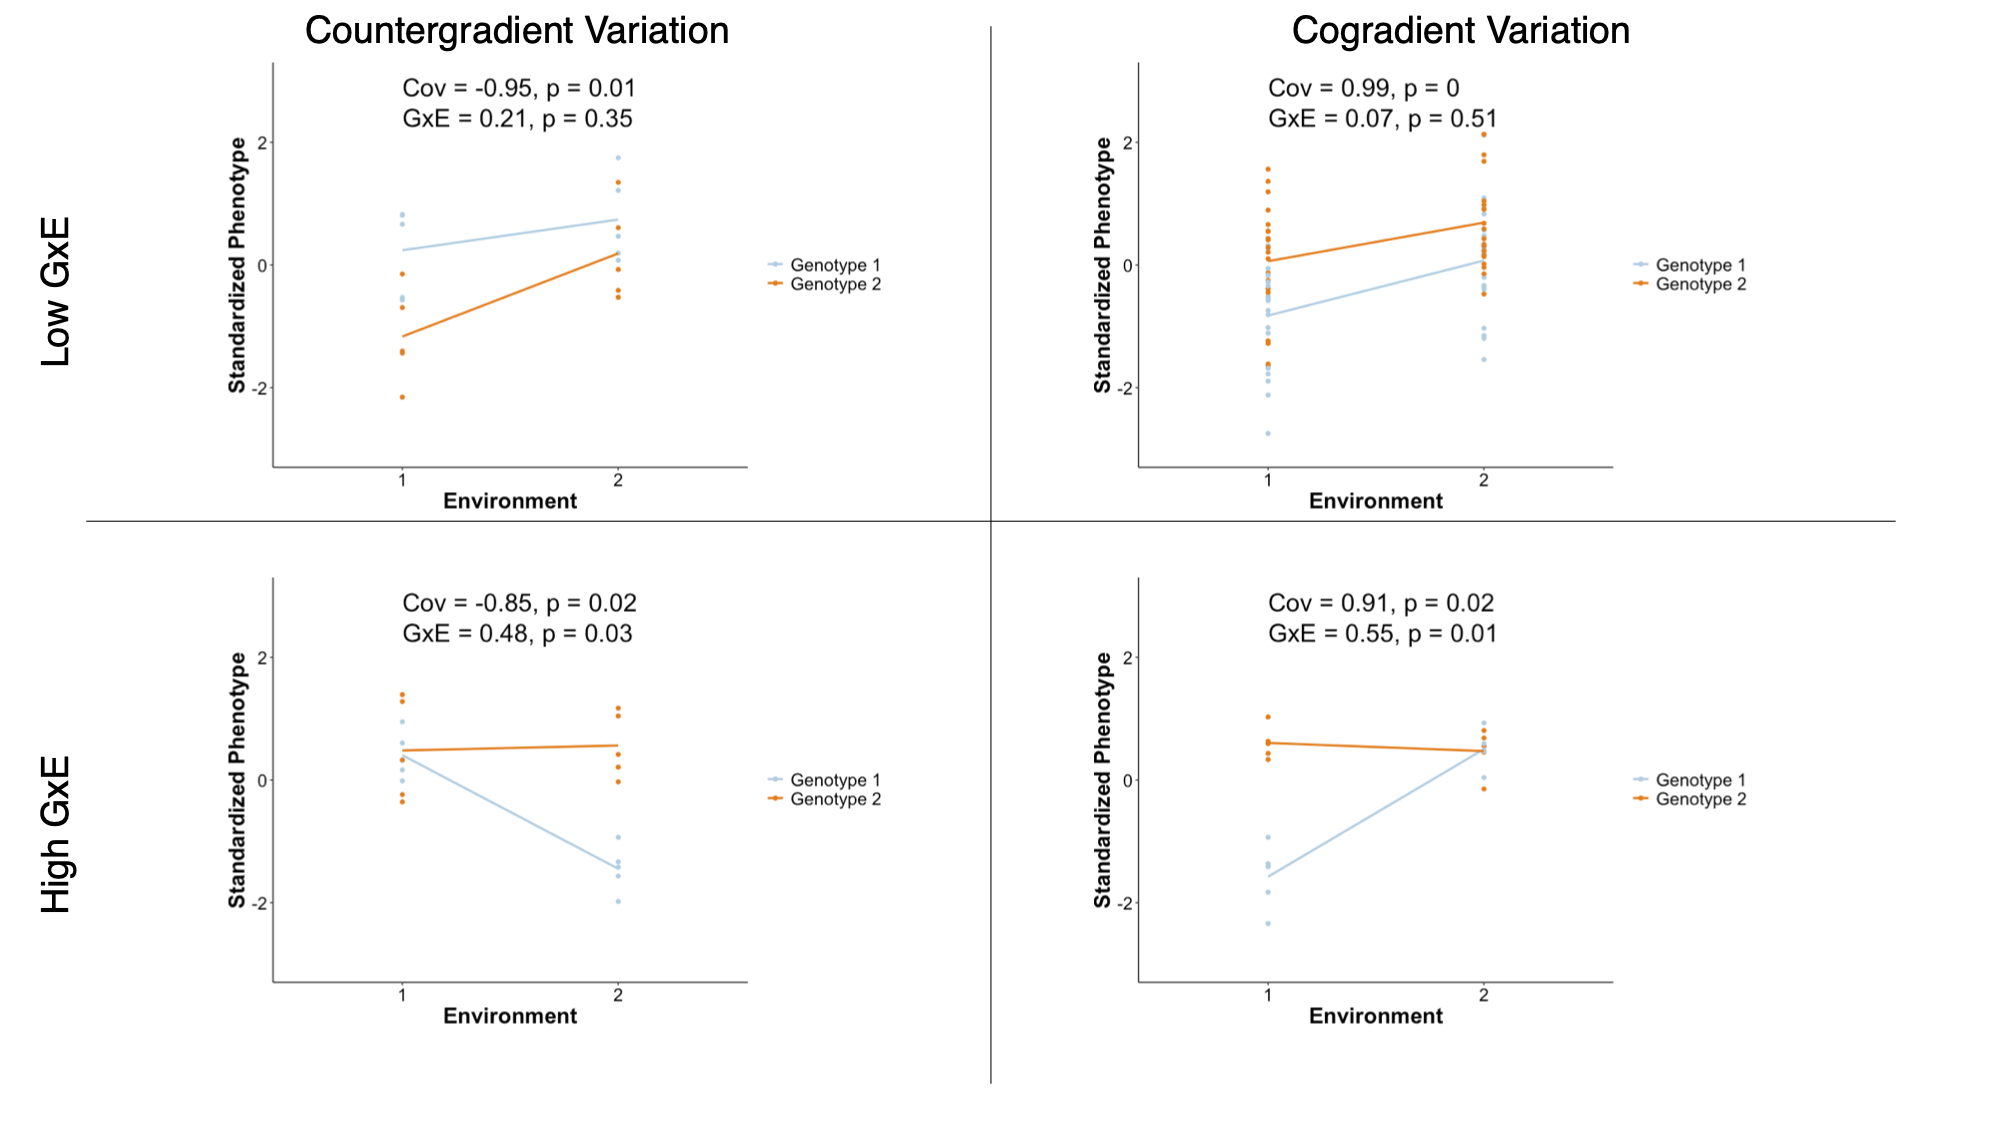 Countergradient Variation
Cogradient Variation
Low GxE
Cov = -0.95, p = 0.01
GxE = 0.21, p = 0.35
Standardized Phenotype
2
0
-2
1
2
Environment
Genotype 1
Genotype 2
Cov = 0.99, p = 0
GxE = 0.07, p = 0.51
Standardized Phenotype
2
0
-2
1
2
Environment
Genotype 1
Genotype 2
High GxE
Cov = -0.85, p = 0.02
GxE = 0.48, p = 0.03
Standardized Phenotype
2
0
-2
1
2
Environment
Genotype 1
Genotype 2
Cov = 0.91, p = 0.02
GxE = 0.55, p = 0.01
Standardized Phenotype
2
0
-2
1
2
Environment
Genotype 1
Genotype 2